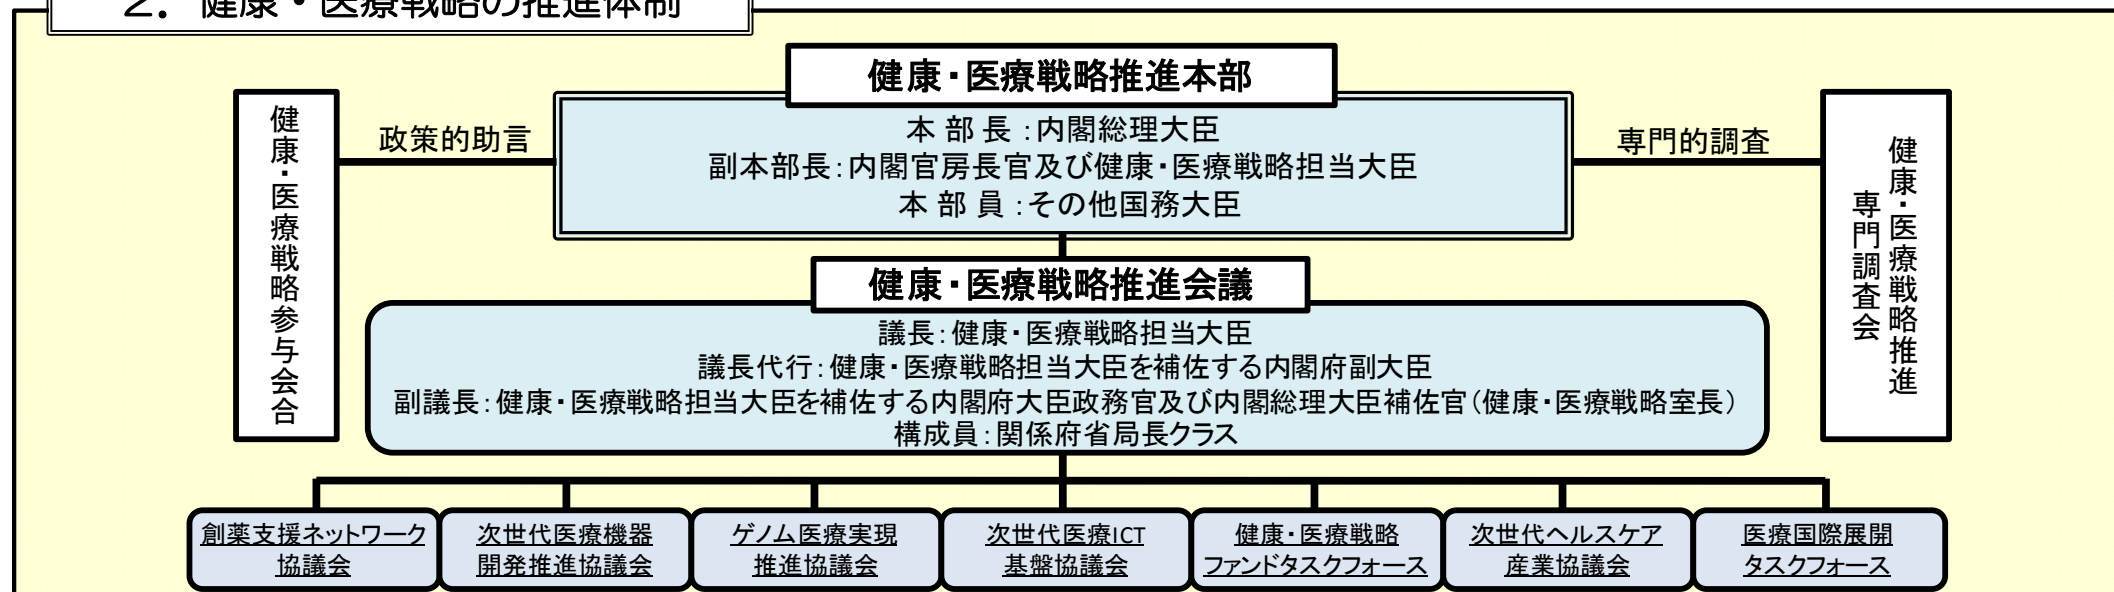 2．健康・医療戦略の推進体制
健康・医療戦略推進本部
本 部 長 ：内閣総理大臣
副本部長：内閣官房長官及び健康・医療戦略担当大臣
本 部 員 ：その他国務大臣
健康・医療戦略参与会合
政策的助言
専門的調査
健康・医療戦略推進
専門調査会
健康・医療戦略推進会議
議長：健康・医療戦略担当大臣
議長代行：健康・医療戦略担当大臣を補佐する内閣府副大臣
副議長：健康・医療戦略担当大臣を補佐する内閣府大臣政務官及び内閣総理大臣補佐官（健康・医療戦略室長）
構成員：関係府省局長クラス
創薬支援ネットワーク
協議会
次世代医療機器
開発推進協議会
ゲノム医療実現
推進協議会
次世代医療ICT
基盤協議会
健康・医療戦略
ファンドタスクフォース
次世代ヘルスケア
産業協議会
医療国際展開
タスクフォース